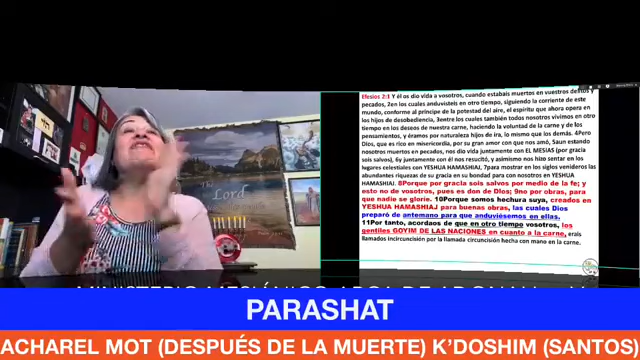 The
Lord
Efesios 2:1 Y él os dio vida a vosotros, cuando estabais muertos en vuestros delitos y
pecados, 2en los cuales anduvisteis en otro tiempo, siguiendo la corriente de este
mundo, conforme al príncipe de la potestad del aire, el espíritu que ahora opera en
los hijos de desobediencia, 3entre los cuales también todos nosotros vivimos en otro
tiempo en los deseos de nuestra carne, haciendo la voluntad de la carne y de los
pensamientos, y éramos por naturaleza hijos de ira, lo mismo que los demás. 4Pero
Dios, que es rico en misericordia, por su gran amor con que nos amó, 5aun estando
nosotros muertos en pecados, nos dio vida juntamente con EL MESIAS (por gracia
sois salvos), 6y juntamente con él nos resucitó, y asimismo nos hizo sentar en los
lugares celestiales con YESHUA HAMASHIAJ, 7para mostrar en los siglos venideros las
abundantes riquezas de su gracia en su bondad para con nosotros en YESHUA
HAMASHIAJ. 8Porque por gracia sois salvos por medio de la fe; y
esto no de vosotros, pues es don de Dios; 9no por obras, para
que nadie se gloríe. 10Porque somos hechura suya, creados en
YESHUA HAMASHIAJ para buenas obras, las cuales Dios
preparó de antemano para que anduviésemos en ellas.
11Por tanto, acordaos de que en otro tiempo vosotros, los
gentiles GOYIM DE LAS NACIONES en cuanto a la carne, erais
llamados incircuncisión por la llamada circuncisión hecha con mano en la carne.
PARASHAT
ACHAREL MOT (DESPUÉS DE LA MUERTE) K'DOSHIM (SANTOS)